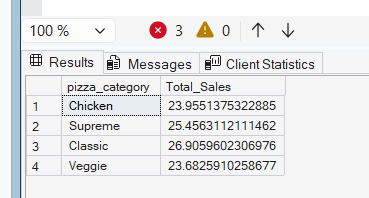 100 %
3
0
Results
Messages
Client Statistics
pizza_category Total_Sales
1 Chicken 23.9551375322885
2 Supreme 25.4563112111462
3 Classic 26.9059602306976
4 Veggie 23.6825910258677